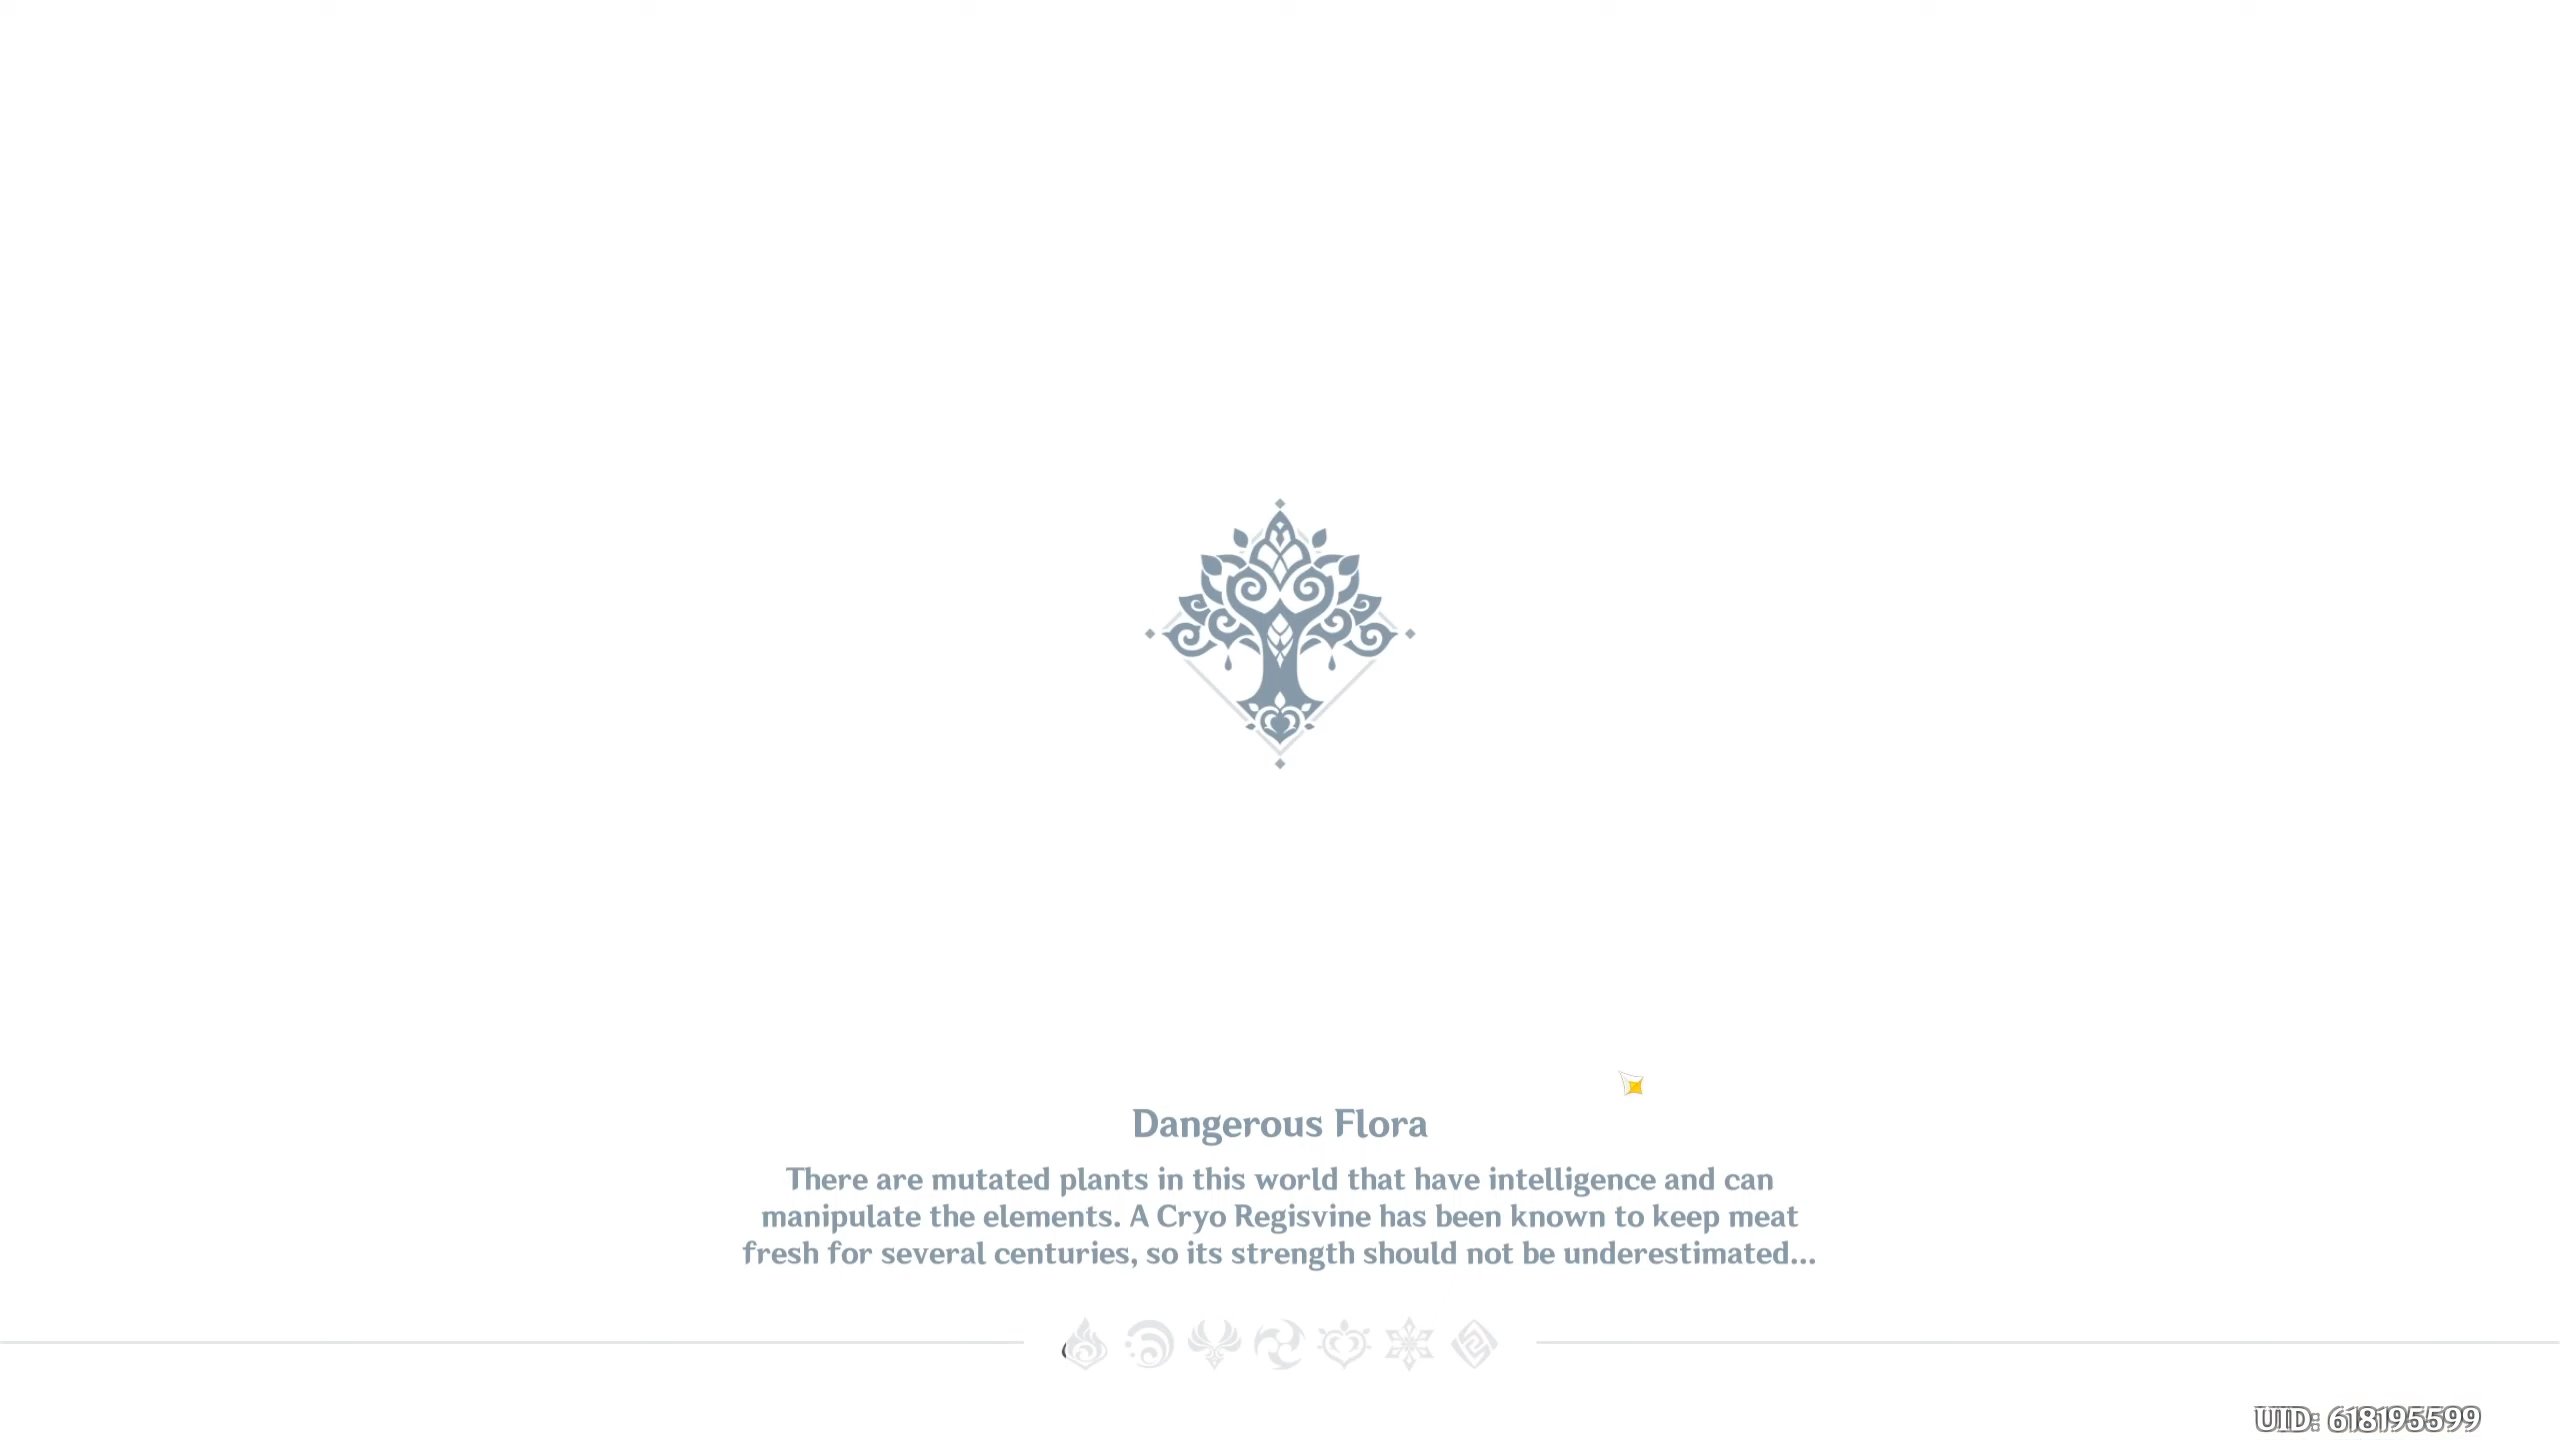 Dangerous Flora
There are mutated plants in this world that have intelligence and can
manipulate the elements. A Cryo Regisvine has been known to keep meat
fresh for several centuries, so its strength should not be underestimated...
UID: 618195599